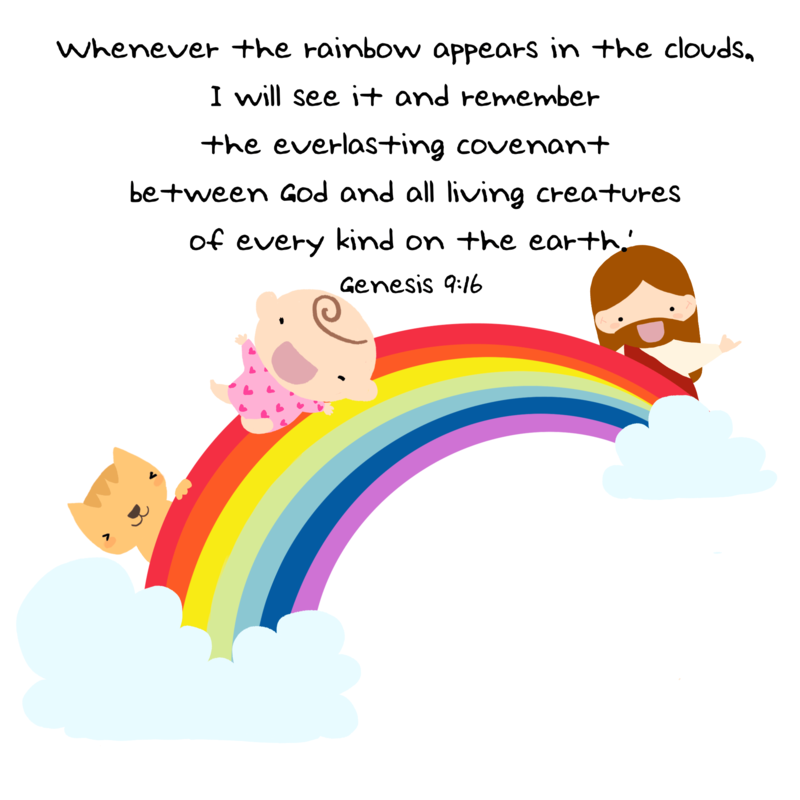 Whenever the rainbow appears in the clouds,
I will see it and remember
the everlasting covenant
between God and all living creatures
of every kind on the earth.'
Genesis 9:16